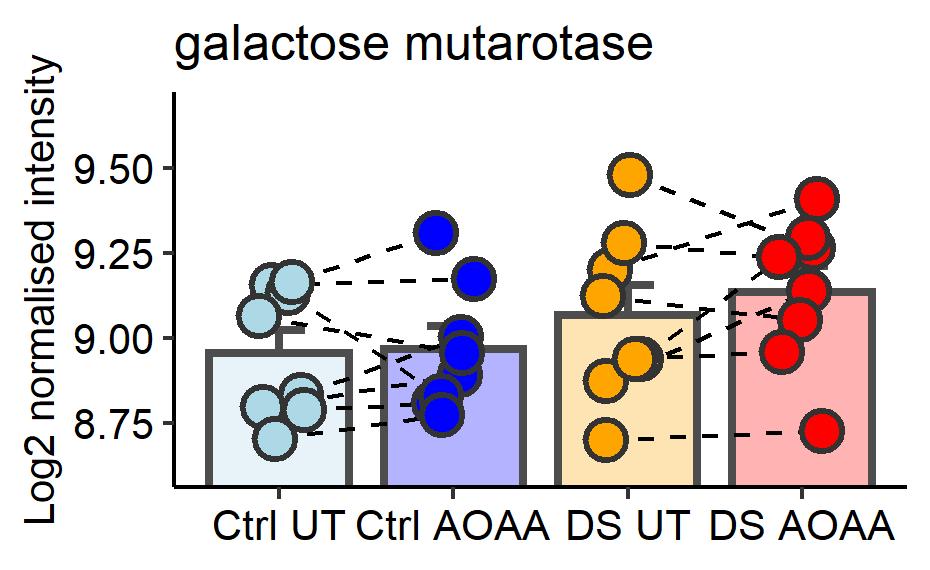 galactose mutarotase
Log2 normalised intensity
9.50
9.25
9.00
8.75
Ctrl UT Ctrl AOAA DS UT DS AOAA